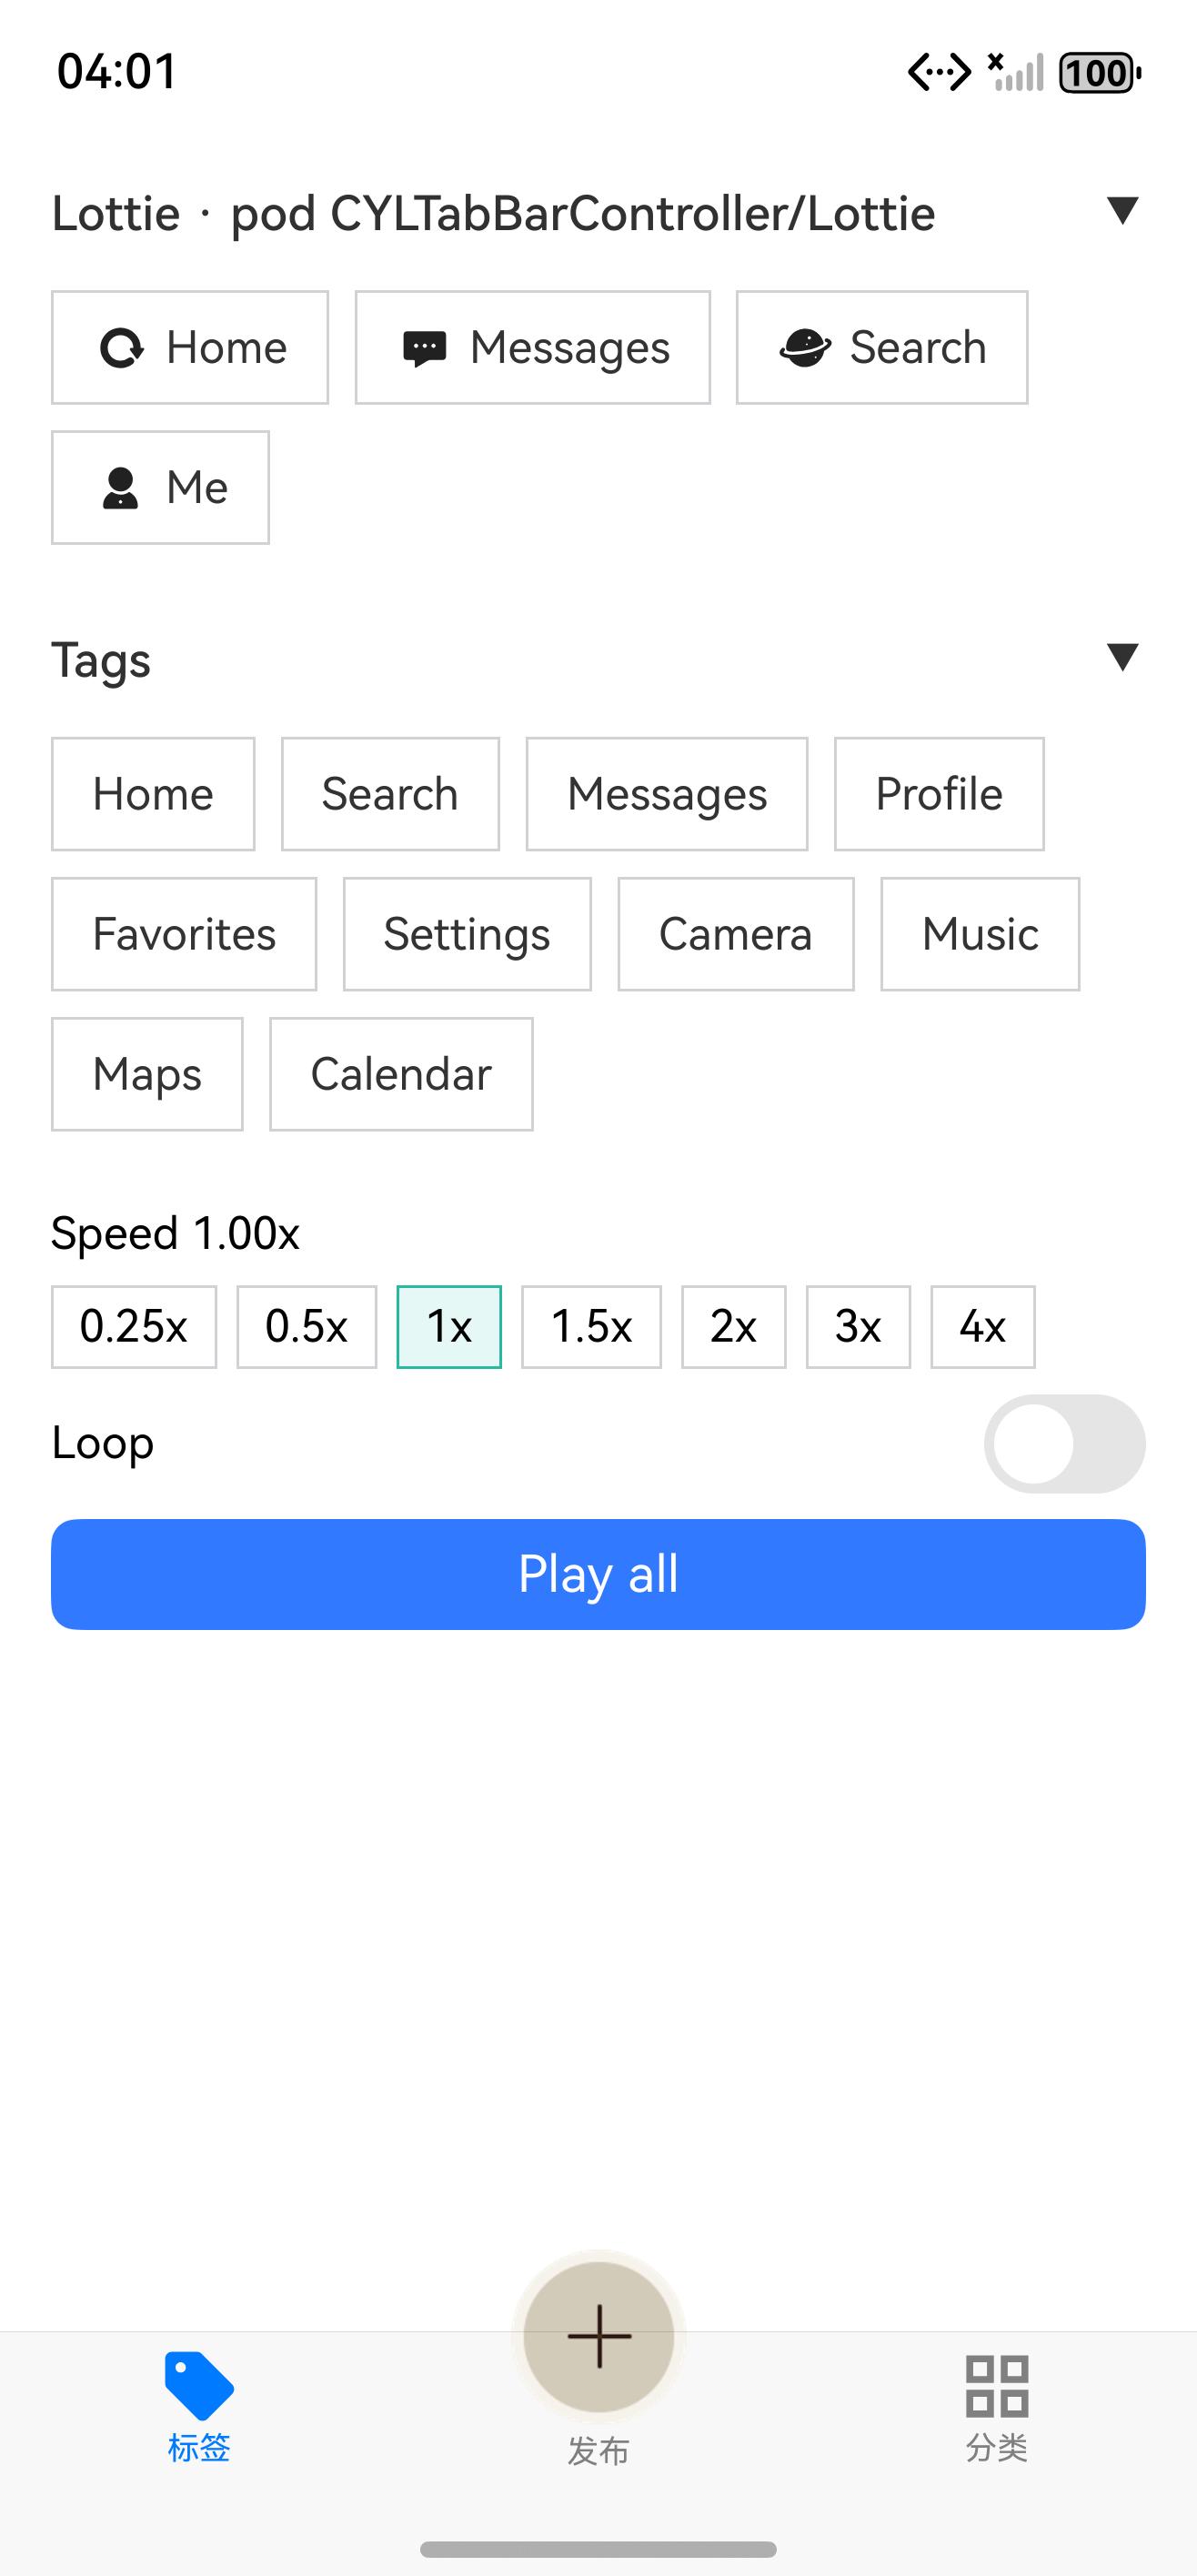 04:01
100
Lottie · pod CYLTabBarController/Lottie ▼
Home Messages Search
Me
Tags ▼
Home Search Messages Profile
Favorites Settings Camera Music
Maps Calendar
Speed 1.00x
0.25x 0.5x 1x 1.5x 2x 3x 4x
Loop
Play all
标签 发布 分类